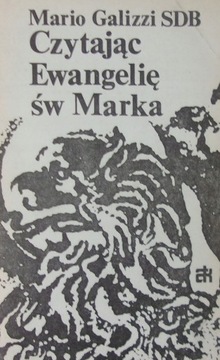 Mario Galizzi SDB
Czytając
Ewangelię
św Marka